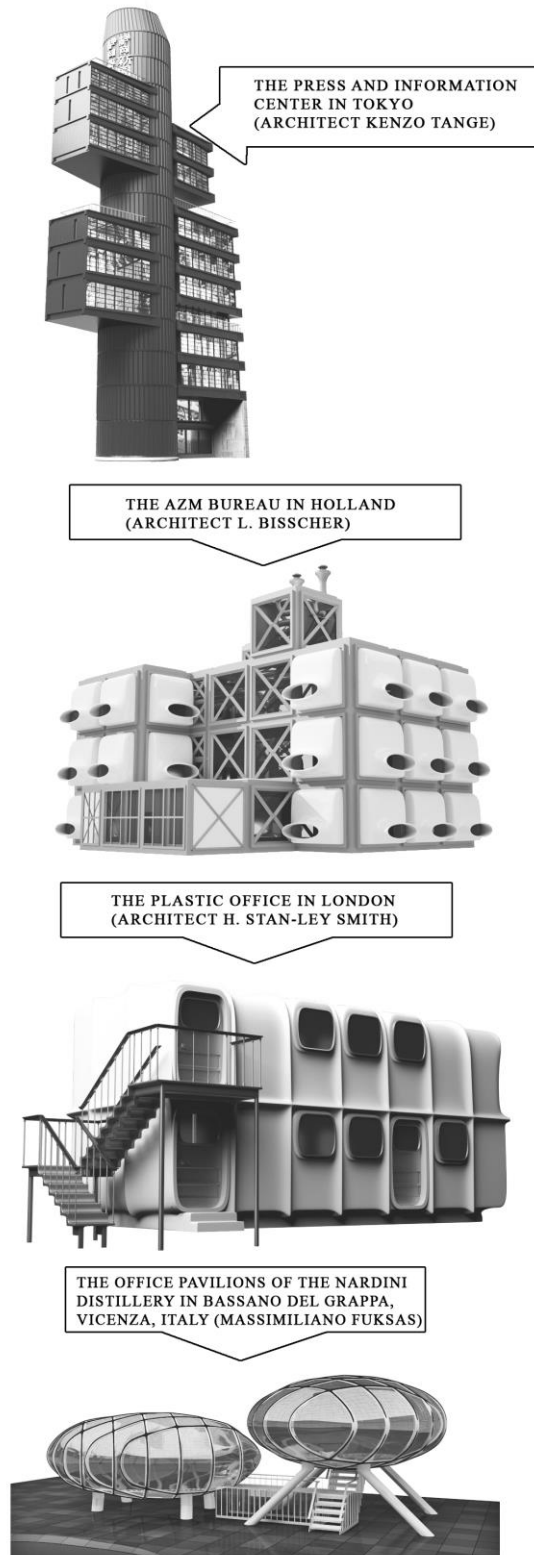 THE PRESS AND INFORMATION
CENTER IN TOKYO
(ARCHITECT KENZO TANGE)
THE AZM BUREAU IN HOLLAND
(ARCHITECT L. BISSCHER)
THE PLASTIC OFFICE IN LONDON
(ARCHITECT H. STAN-LEY SMITH)
THE OFFICE PAVILIONS OF THE NARDINI
DISTILLERY IN BASSANO DEL GRAPPA,
VICENZA, ITALY (MASSIMILIANO FUKSAS)